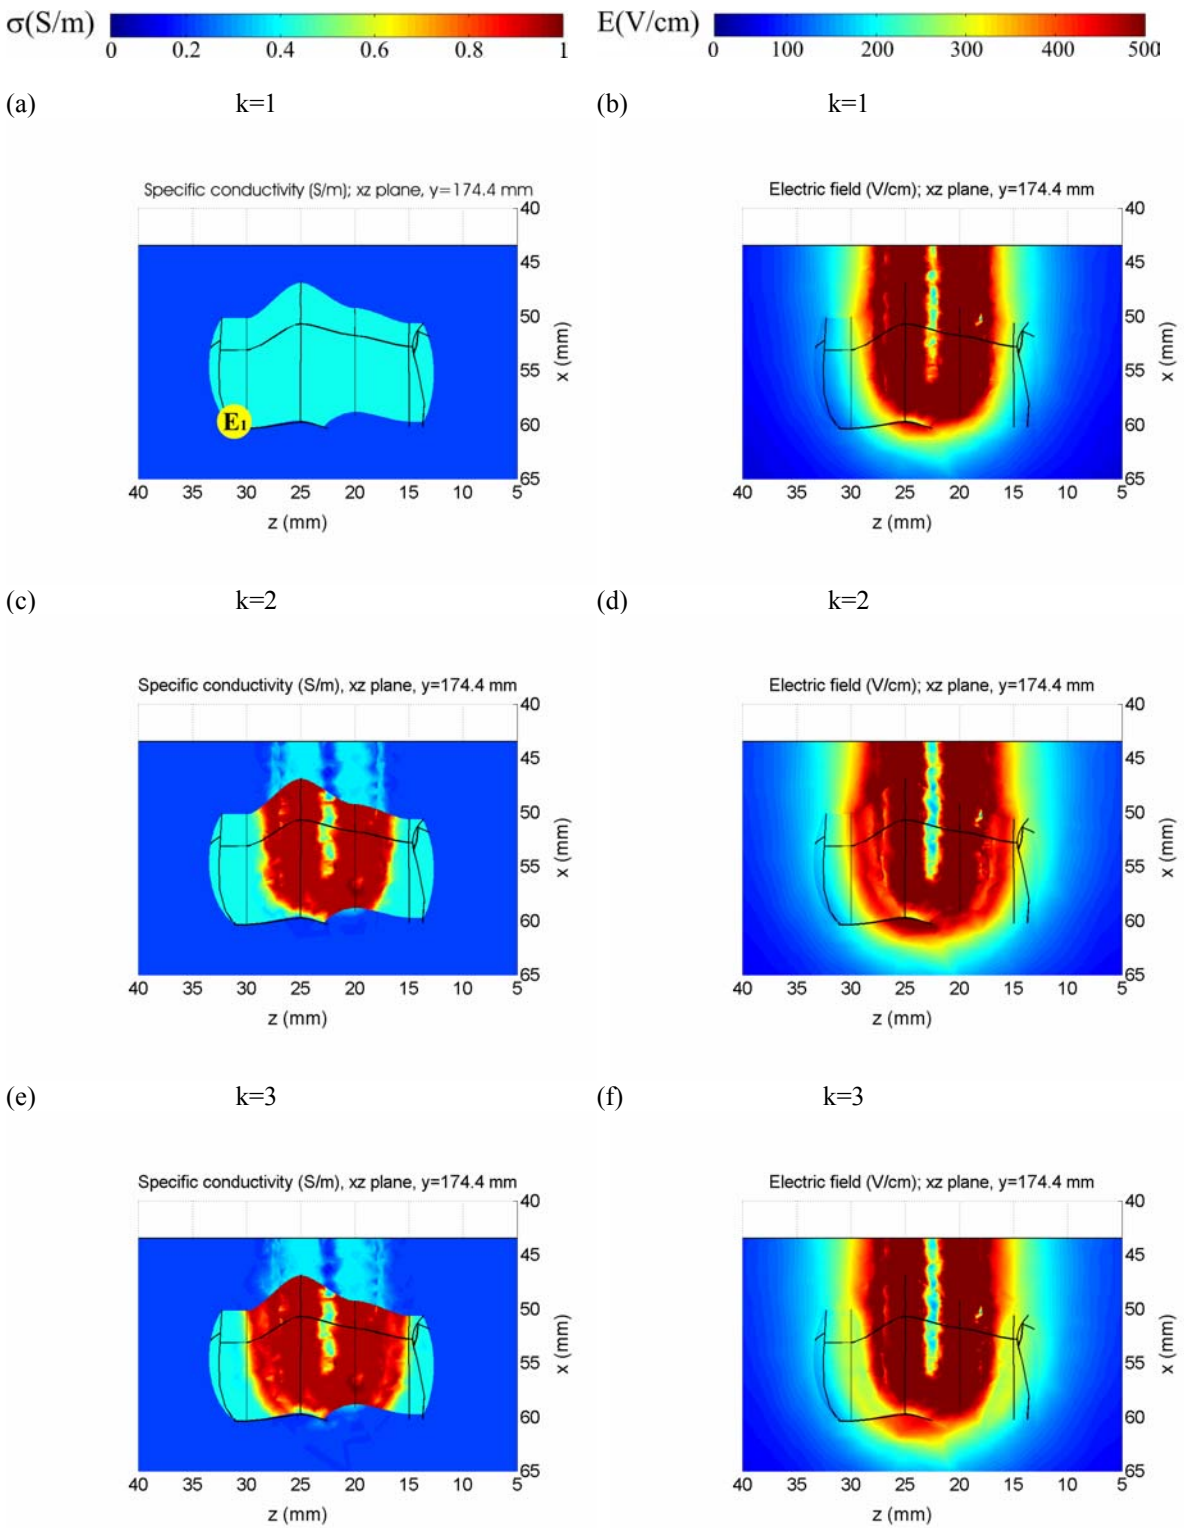 σ(S/m)
0 0.2 0.4 0.6 0.8 1
E(V/cm)
0 100 200 300 400 500
(a) k=1
(b) k=1
Specific conductivity (S/m); xz plane, y=174.4 mm
40
45
50
55
60
65
x (mm)
E1
40 35 30 25 20 15 10 5
z (mm)
Electric field (V/cm); xz plane, y=174.4 mm
40
45
50
55
60
65
x (mm)
40 35 30 25 20 15 10 5
z (mm)
(c) k=2
(d) k=2
Specific conductivity (S/m), xz plane, y=174.4 mm
40
45
50
55
60
65
x (mm)
40 35 30 25 20 15 10 5
z (mm)
Electric field (V/cm); xz plane, y=174.4 mm
40
45
50
55
60
65
x (mm)
40 35 30 25 20 15 10 5
z (mm)
(e) k=3
(f) k=3
Specific conductivity (S/m), xz plane, y=174.4 mm
40
45
50
55
60
65
x (mm)
40 35 30 25 20 15 10 5
z (mm)
Electric field (V/cm); xz plane, y=174.4 mm
40
45
50
55
60
65
x (mm)
40 35 30 25 20 15 10 5
z (mm)